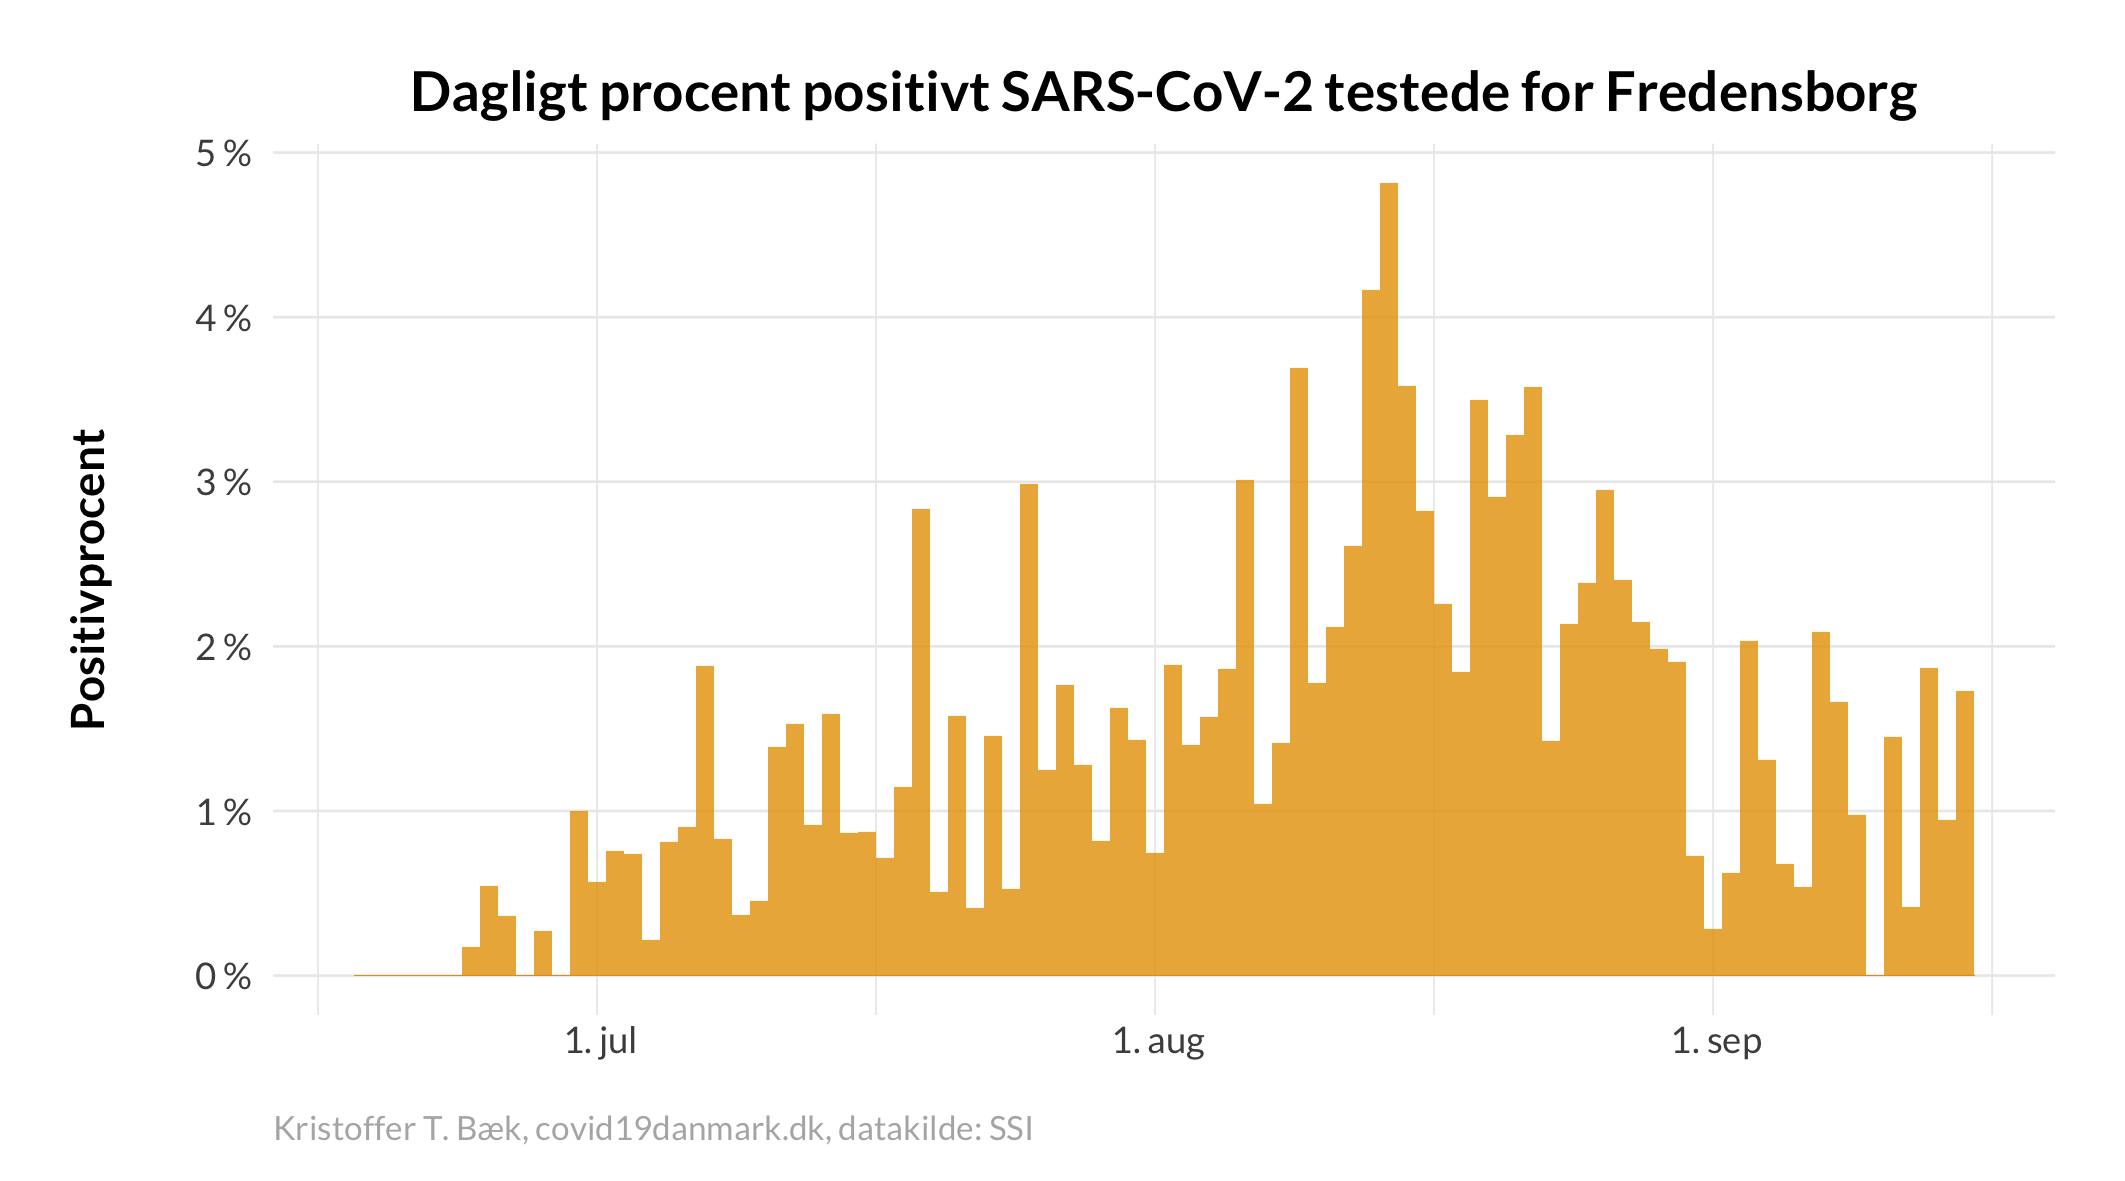 Dagligt procent positivt SARS-CoV-2 testede for Fredensborg
Positivprocent
5 %
4 %
3 %
2 %
1 %
0 %
1. jul
1. aug
1. sep
Kristoffer T. Bæk, covid19danmark.dk, datakilde: SSI